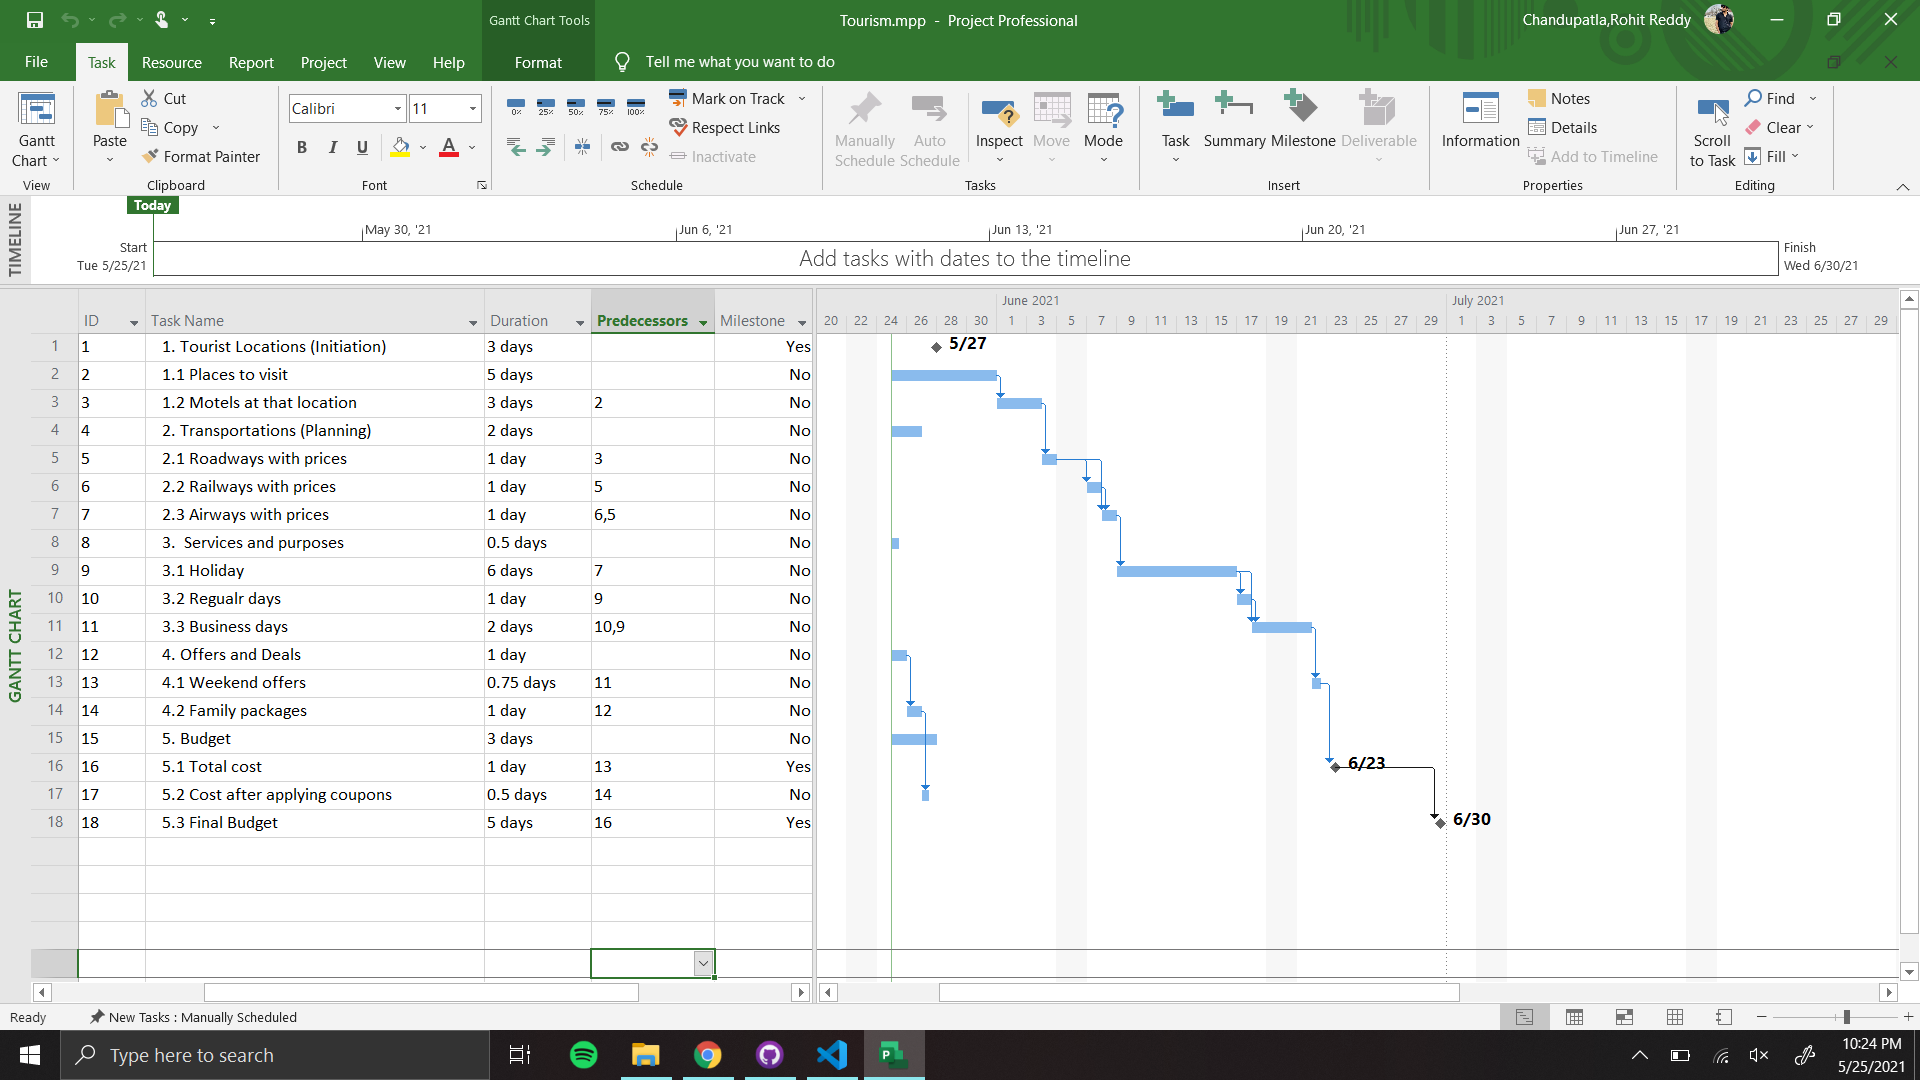 Gantt Chart Tools
Tourism.mpp - Project Professional
Chandupatla,Rohit Reddy
File Task Resource Report Project View Help Format Tell me what you want to do
Gantt Chart
View
Paste
Cut
Copy
Format Painter
Clipboard
Calibri 11
B I U A
Font
0% 25% 50% 75% 100%
Mark on Track
Respect Links
Inactivate
Schedule
Manually Schedule
Auto Schedule
Inspect
Move
Mode
Tasks
Task
Summary
Milestone
Deliverable
Insert
Information
Notes
Details
Add to Timeline
Properties
Scroll to Task
Find
Clear
Fill
Editing
TIMELINE
Today
May 30, '21 Jun 6, '21 Jun 13, '21 Jun 20, '21 Jun 27, '21
Start
Tue 5/25/21
Add tasks with dates to the timeline
Finish
Wed 6/30/21
June 2021 July 2021
ID Task Name Duration Predecessors Milestone
20 22 24 26 28 30 1 3 5 7 9 11 13 15 17 19 21 23 25 27 29 1 3 5 7 9 11 13 15 17 19 21 23 25 27 29
GANTT CHART
1 1 1. Tourist Locations (Initiation) 3 days Yes 5/27
2 2 1.1 Places to visit 5 days No
3 3 1.2 Motels at that location 3 days 2 No
4 4 2. Transportations (Planning) 2 days No
5 5 2.1 Roadways with prices 1 day 3 No
6 6 2.2 Railways with prices 1 day 5 No
7 7 2.3 Airways with prices 1 day 6,5 No
8 8 3. Services and purposes 0.5 days No
9 9 3.1 Holiday 6 days 7 No
10 10 3.2 Regualr days 1 day 9 No
11 11 3.3 Business days 2 days 10,9 No
12 12 4. Offers and Deals 1 day No
13 13 4.1 Weekend offers 0.75 days 11 No
14 14 4.2 Family packages 1 day 12 No
15 15 5. Budget 3 days No
16 16 5.1 Total cost 1 day 13 Yes 6/23
17 17 5.2 Cost after applying coupons 0.5 days 14 No
18 18 5.3 Final Budget 5 days 16 Yes 6/30
Ready New Tasks : Manually Scheduled
Type here to search
10:24 PM
5/25/2021